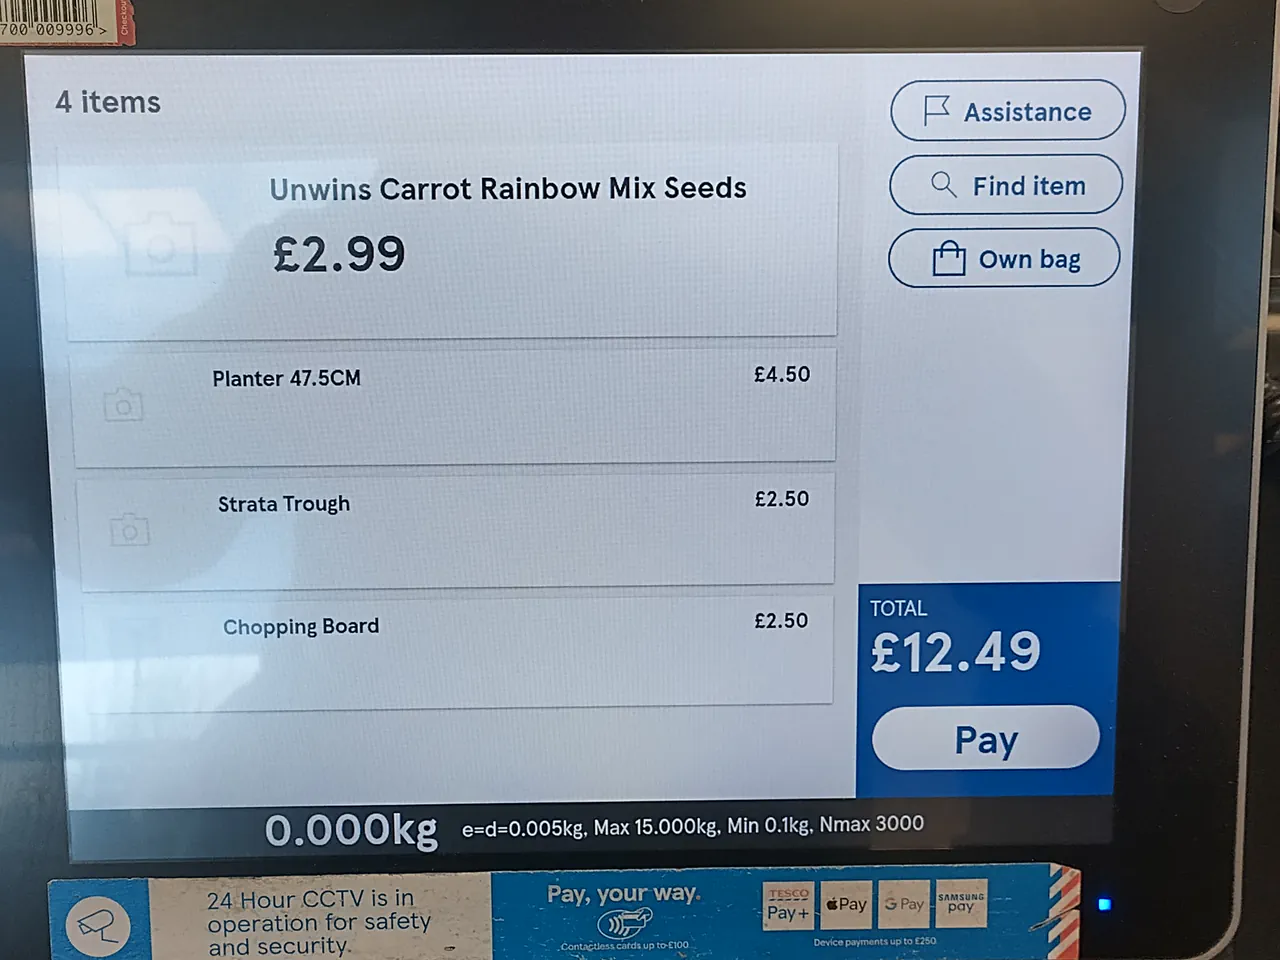 700 009996>
Checkou
4 items
Assistance
Unwins Carrot Rainbow Mix Seeds
£2.99
Find item
Own bag
Planter 47.5CM £4.50
Strata Trough £2.50
Chopping Board £2.50
TOTAL
£12.49
Pay
0.000kg e=d=0.005kg, Max 15.000kg, Min 0.1kg, Nmax 3000
24 Hour CCTV is in
operation for safety
and security.
Pay, your way.
Contactless cards up to £100
TESCO
Pay+
Pay
G Pay
SAMSUNG
pay
Device payments up to £250